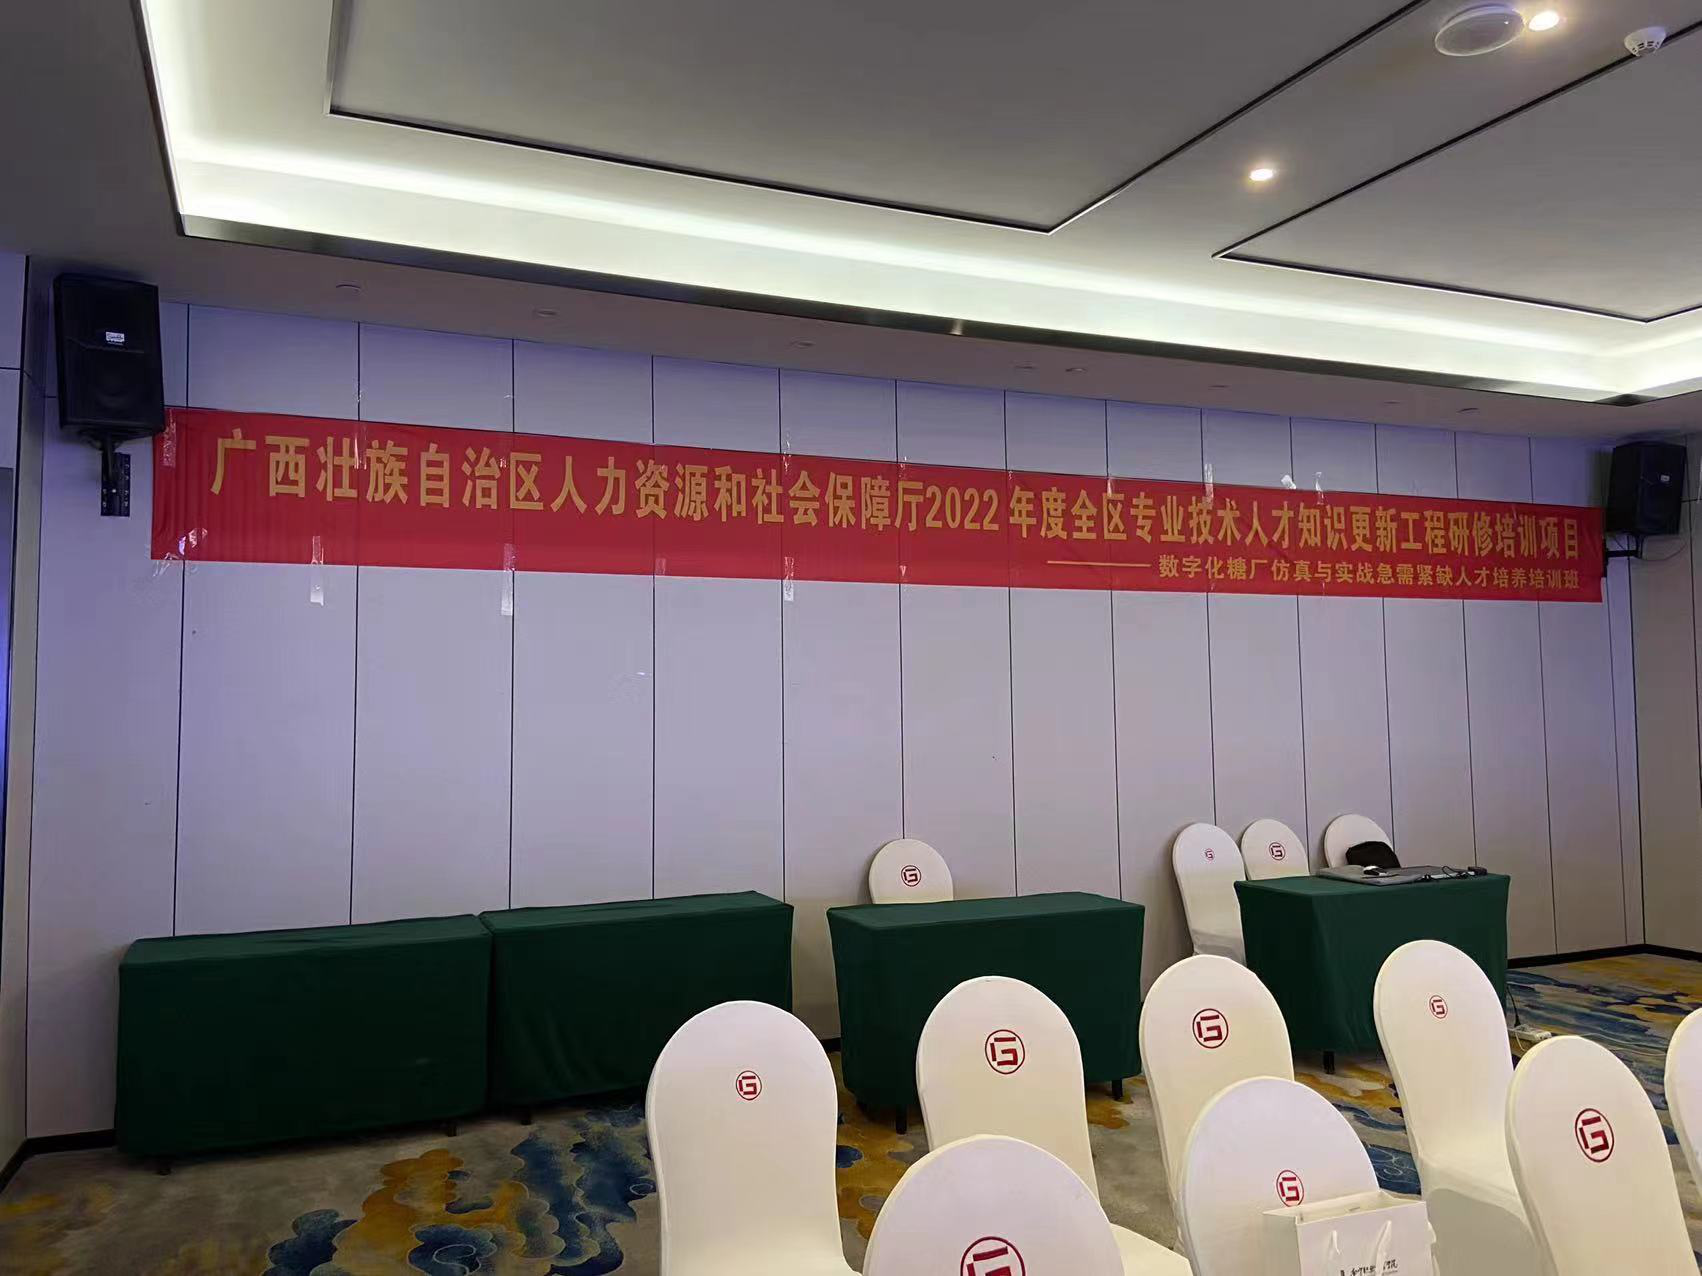 广西壮族自治区人力资源和社会保障厅2022年度全区专业技术人才知识更新工程研修培训项目
——数字化糖厂仿真与实战急需紧缺人才培养培训班